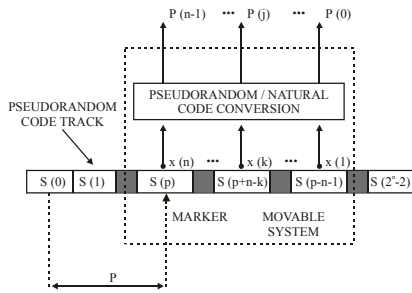 P (n-1) ••• P (j) ••• P (0)
PSEUDORANDOM / NATURAL
CODE CONVERSION
PSEUDORANDOM
CODE TRACK
x (n) ••• x (k) ••• x (1)
S (0) S (1) S (p) S (p+n-k) S (p-n-1) S (2ⁿ-2)
MARKER MOVABLE
SYSTEM
P